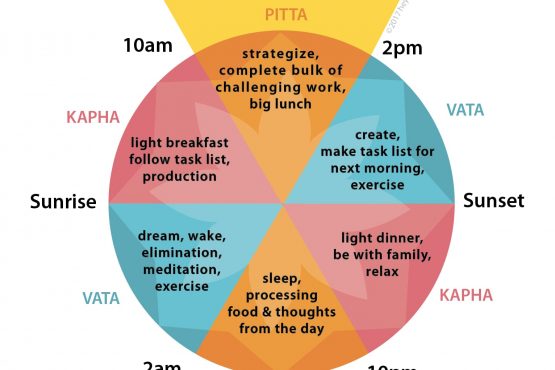 PITTA
10am
2pm
strategize,
complete bulk of
challenging work,
big lunch
KAPHA
VATA
light breakfast
follow task list,
production
create,
make task list for
next morning,
exercise
Sunrise
Sunset
dream, wake,
elimination,
meditation,
exercise
light dinner,
be with family,
relax
VATA
KAPHA
sleep,
processing
food & thoughts
from the day
2am
10pm